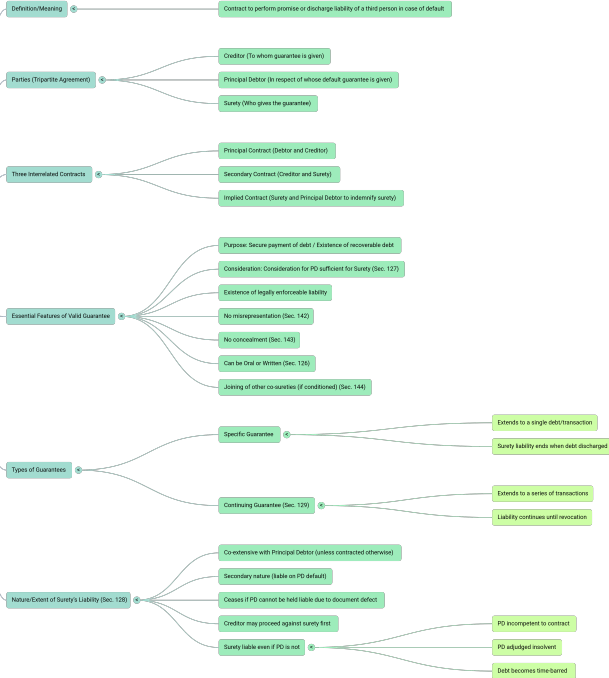 Definition/Meaning
Contract to perform promise or discharge liability of a third person in case of default
Parties (Tripartite Agreement)
Creditor (To whom guarantee is given)
Principal Debtor (In respect of whose default guarantee is given)
Surety (Who gives the guarantee)
Three Interrelated Contracts
Principal Contract (Debtor and Creditor)
Secondary Contract (Creditor and Surety)
Implied Contract (Surety and Principal Debtor to indemnify surety)
Essential Features of Valid Guarantee
Purpose: Secure payment of debt / Existence of recoverable debt
Consideration: Consideration for PD sufficient for Surety (Sec. 127)
Existence of legally enforceable liability
No misrepresentation (Sec. 142)
No concealment (Sec. 143)
Can be Oral or Written (Sec. 126)
Joining of other co-sureties (if conditioned) (Sec. 144)
Types of Guarantees
Specific Guarantee
Extends to a single debt/transaction
Surety liability ends when debt discharged
Continuing Guarantee (Sec. 129)
Extends to a series of transactions
Liability continues until revocation
Nature/Extent of Surety's Liability (Sec. 128)
Co-extensive with Principal Debtor (unless contracted otherwise)
Secondary nature (liable on PD default)
Ceases if PD cannot be held liable due to document defect
Creditor may proceed against surety first
Surety liable even if PD is not
PD incompetent to contract
PD adjudged insolvent
Debt becomes time-barred